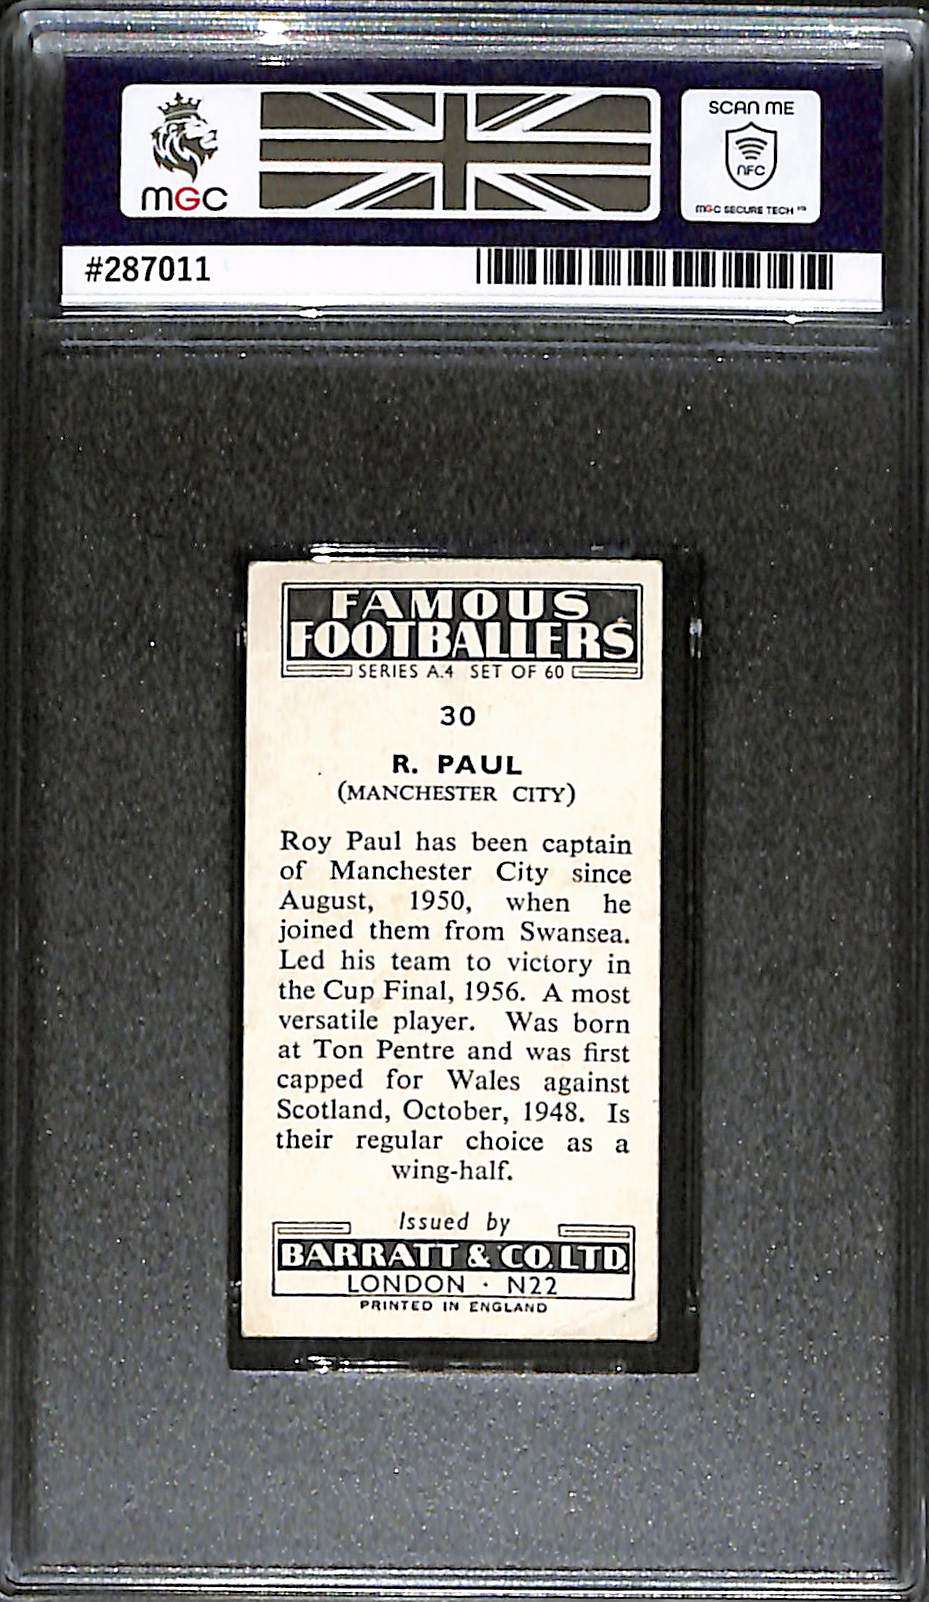 MGC
SCAN ME
NFC
MGC SECURE TECH
#287011
FAMOUS
FOOTBALLERS
SERIES A.4 SET OF 60
30
R. PAUL
(MANCHESTER CITY)
Roy Paul has been captain
of Manchester City since
August, 1950, when he
joined them from Swansea.
Led his team to victory in
the Cup Final, 1956. A most
versatile player. Was born
at Ton Pentre and was first
capped for Wales against
Scotland, October, 1948. Is
their regular choice as a
wing-half.
Issued by
BARRATT & CO. LTD.
LONDON · N22
PRINTED IN ENGLAND